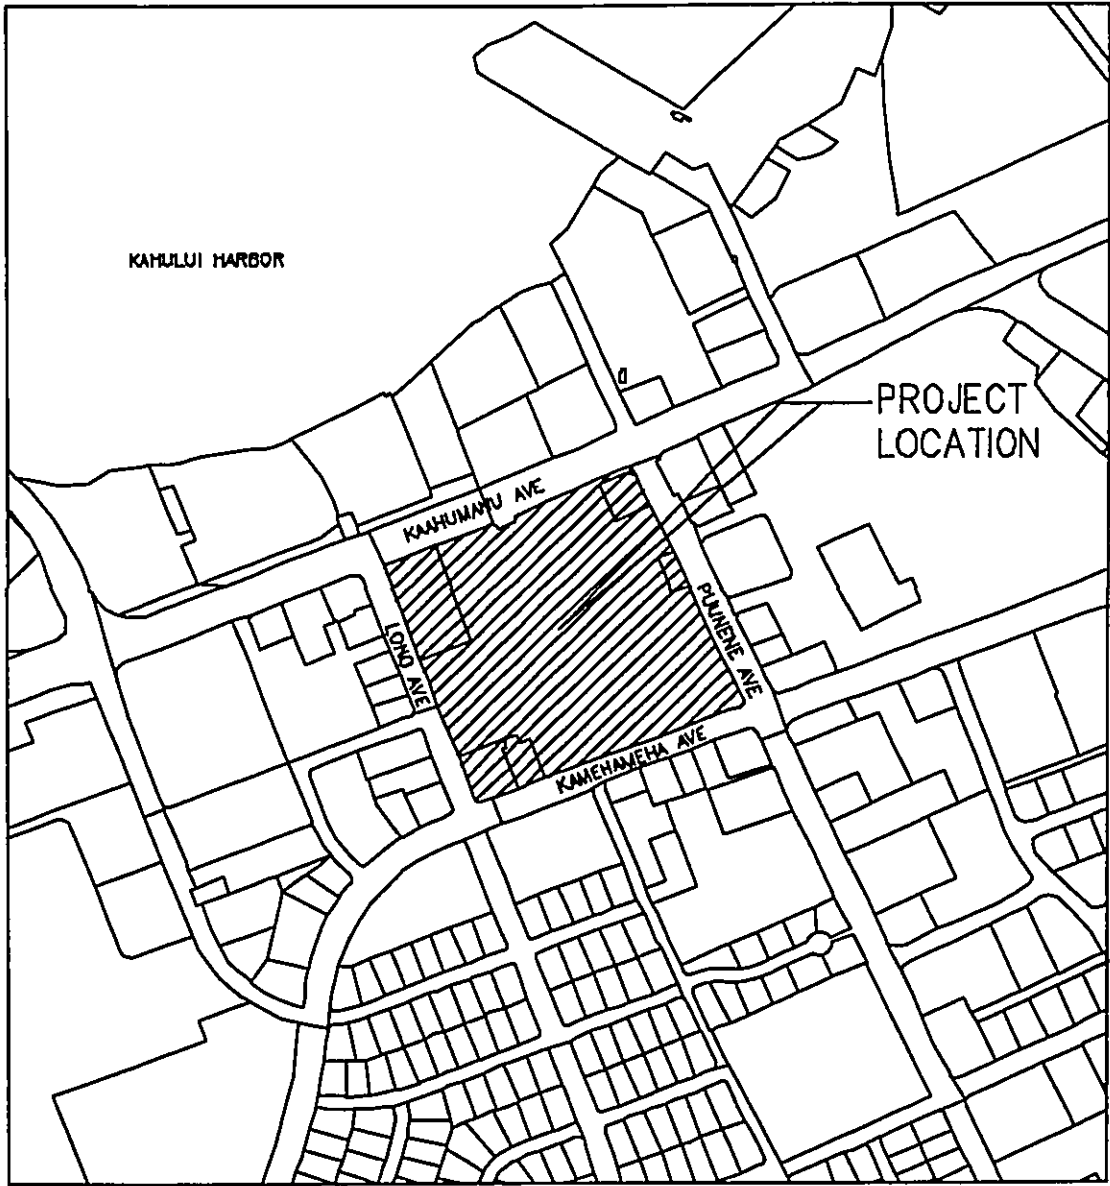 KAHULUI HARBOR
PROJECT
LOCATION
KAAHUMANU AVE
LONO AVE
PUUNENE AVE
KAMEHAMEHA AVE